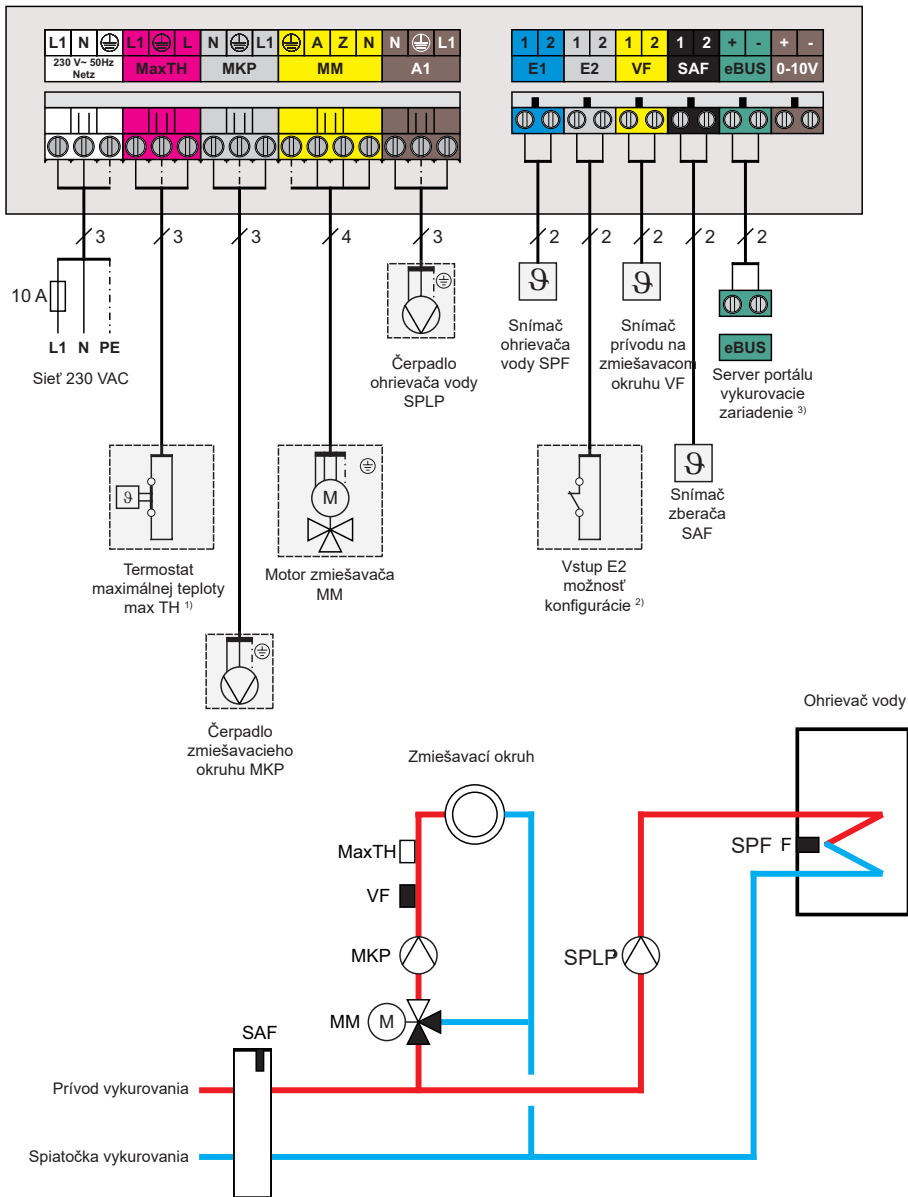 L1 N L1 L N L1 A Z N N L1
230 V~ 50Hz
Netz
MaxTH MKP MM A1
1 2 1 2 1 2 1 2 + - + -
E1 E2 VF SAF eBUS 0-10V
3 3 3 4 3 2 2 2 2 2
10 A
L1 N PE
Sieť 230 VAC
Čerpadlo
ohrievača vody
SPLP
ϑ
Snímač
ohrievača
vody SPF
ϑ
Snímač
prívodu na
zmiešavacom
okruhu VF
eBUS
Server portálu
vykurovacie
zariadenie 3)
ϑ
Termostat
maximálnej teploty
max TH 1)
M
Motor zmiešavača
MM
Vstup E2
možnosť
konfigurácie 2)
ϑ
Snímač
zberača
SAF
Čerpadlo
zmiešavacieho
okruhu MKP
Ohrievač vody
Zmiešavací okruh
MaxTH
SPF F
VF
MKP
SPLP
MM M
SAF
Prívod vykurovania
Spiatočka vykurovania